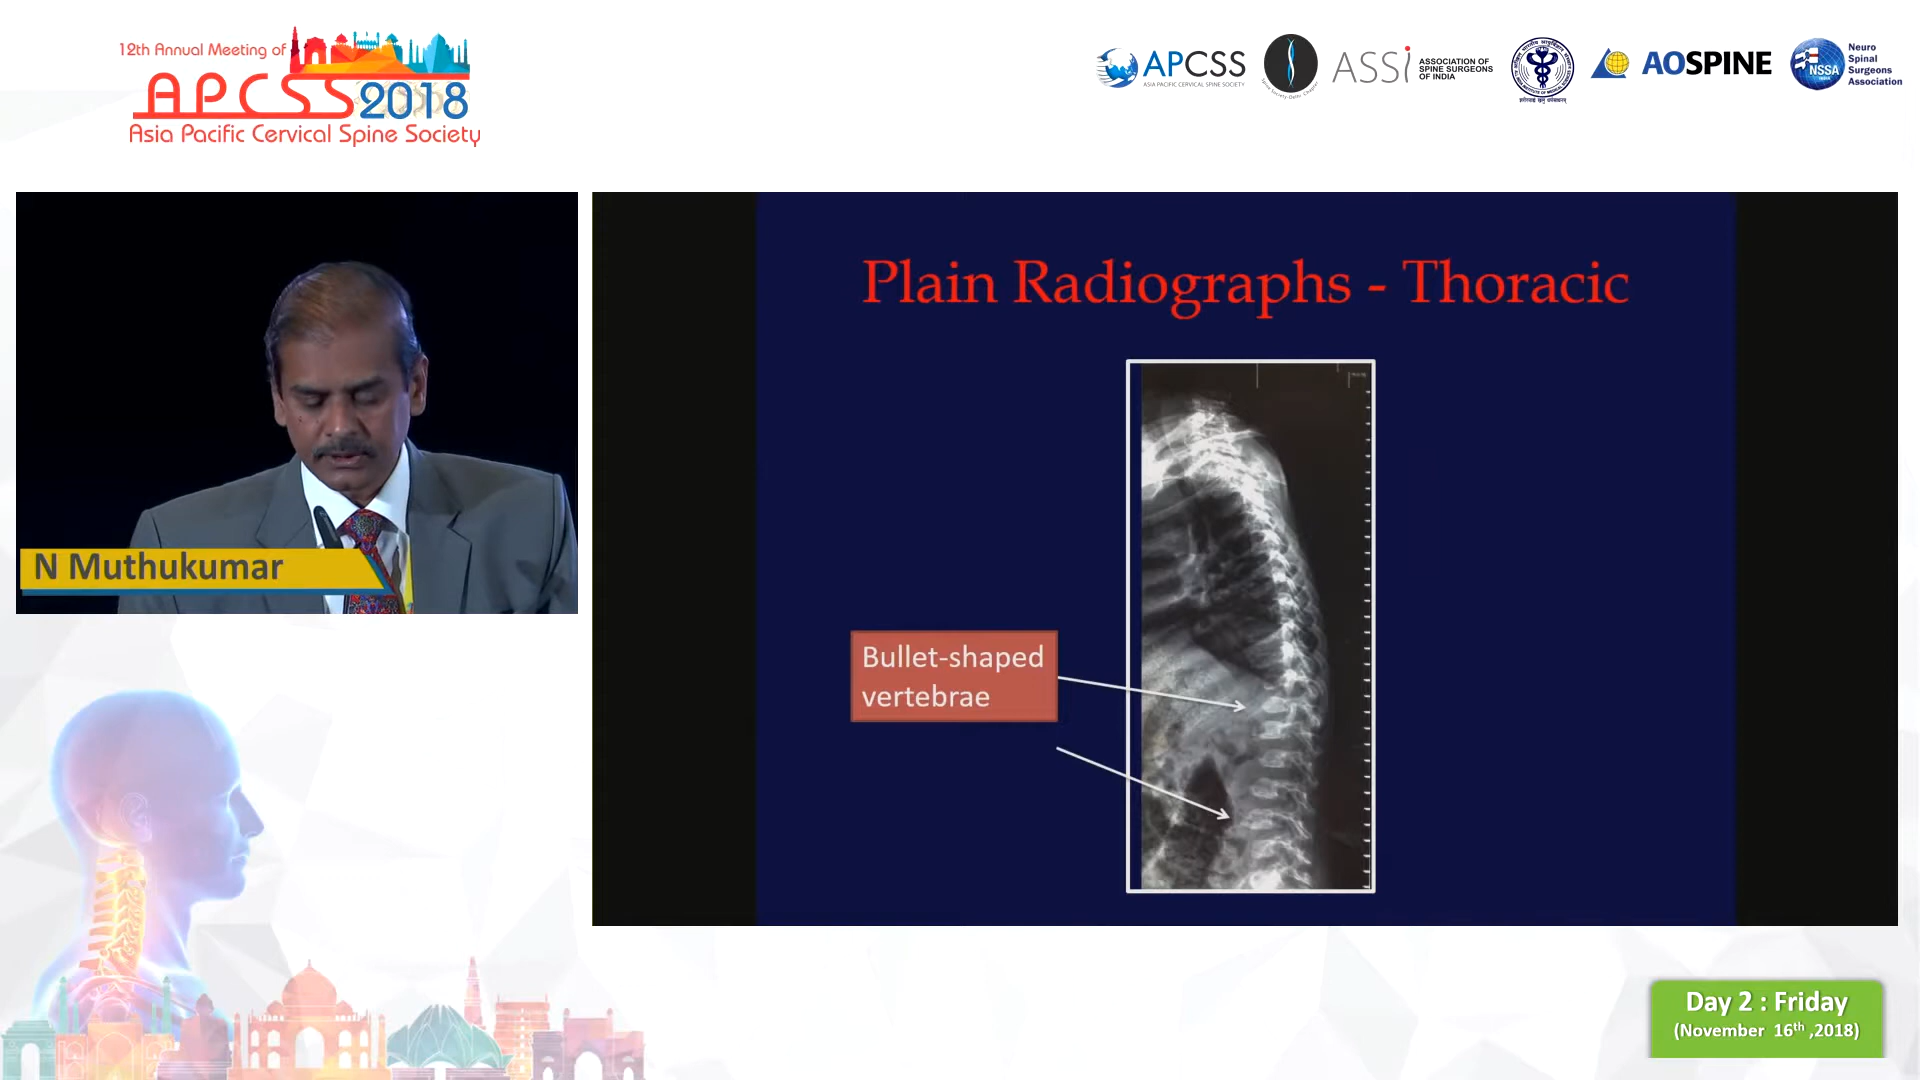 12th Annual Meeting of
APCSS 2018
Asia Pacific Cervical Spine Society
APCSS
ASIA PACIFIC CERVICAL SPINE SOCIETY
ASSI
ASSOCIATION OF
SPINE SURGEONS
OF INDIA
AOSPINE
NSSA
Neuro
Spinal
Surgeons
Association
Plain Radiographs - Thoracic
Bullet-shaped
vertebrae
N Muthukumar
Day 2 : Friday
(November 16th ,2018)